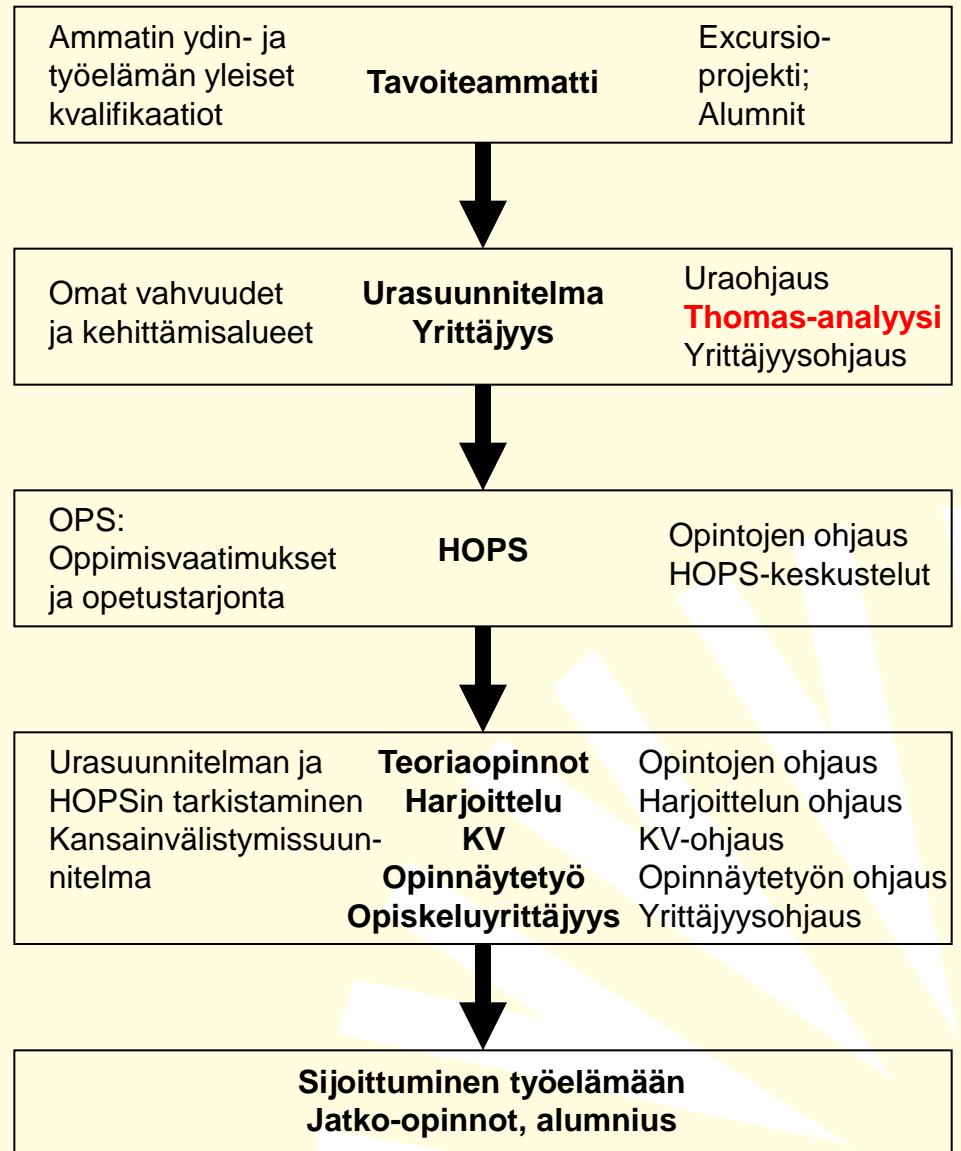 Ammatin ydin- ja
työelämän yleiset
kvalifikaatiot
Tavoiteammatti
Excursio-
projekti;
Alumnit
Omat vahvuudet
ja kehittämisalueet
Urasuunnitelma
Yrittäjyys
Uraohjaus
Thomas-analyysi
Yrittäjyysohjaus
OPS:
Oppimisvaatimukset
ja opetustarjonta
HOPS
Opintojen ohjaus
HOPS-keskustelut
Urasuunnitelman ja
HOPSin tarkistaminen
Kansainvälistymissuun-
nitelma
Teoriaopinnot
Harjoittelu
KV
Opinnäytetyö
Opiskeluyrittäjyys
Opintojen ohjaus
Harjoittelun ohjaus
KV-ohjaus
Opinnäytetyön ohjaus
Yrittäjyysohjaus
Sijoittuminen työelämään
Jatko-opinnot, alumnius